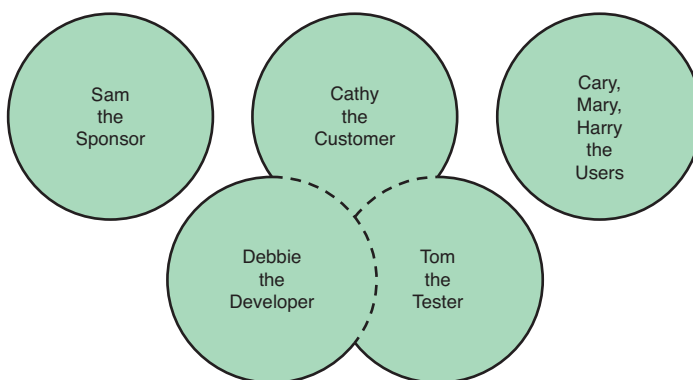 Sam
the
Sponsor
Cathy
the
Customer
Cary,
Mary,
Harry
the
Users
Debbie
the
Developer
Tom
the
Tester